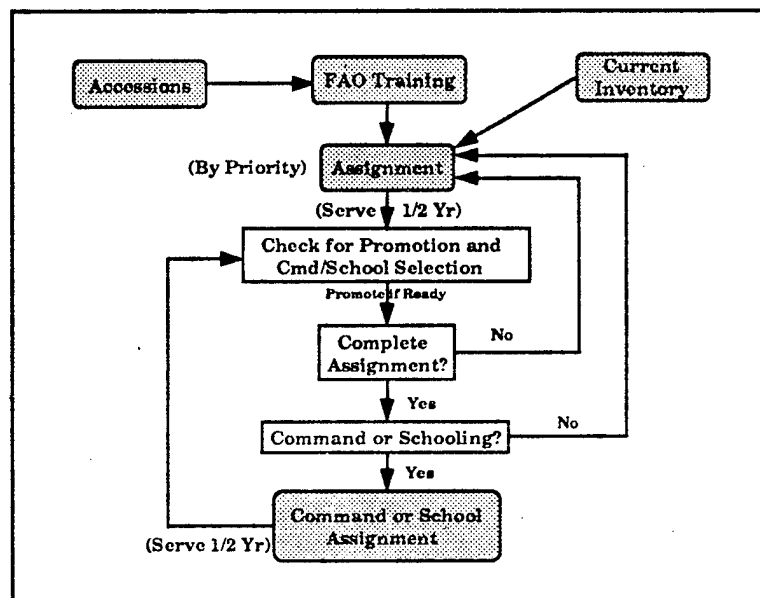 Accessions
FAO Training
Current
Inventory
(By Priority)
Assignment
(Serve 1/2 Yr)
Check for Promotion and
Cmd/School Selection
Promote if Ready
Complete
Assignment?
No
Yes
Command or Schooling?
No
Yes
Command or School
Assignment
(Serve 1/2 Yr)